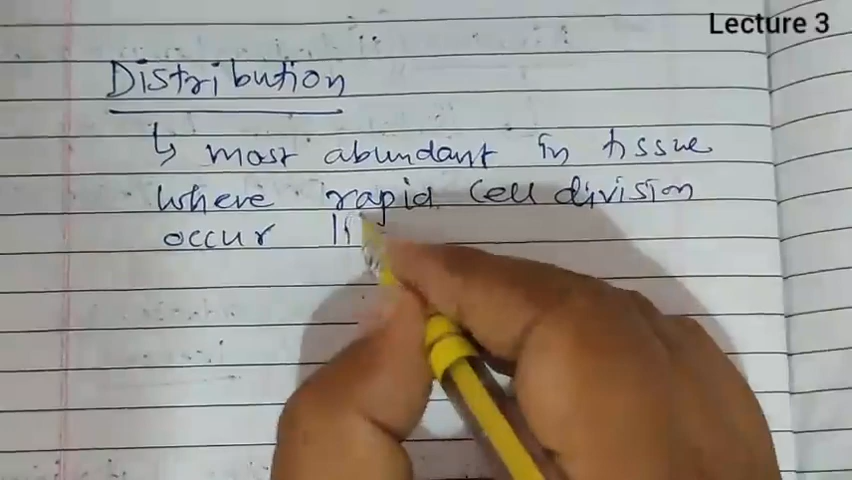 Lecture 3
Distribution
↳ most abundant in tissue
where rapid cell division
occur